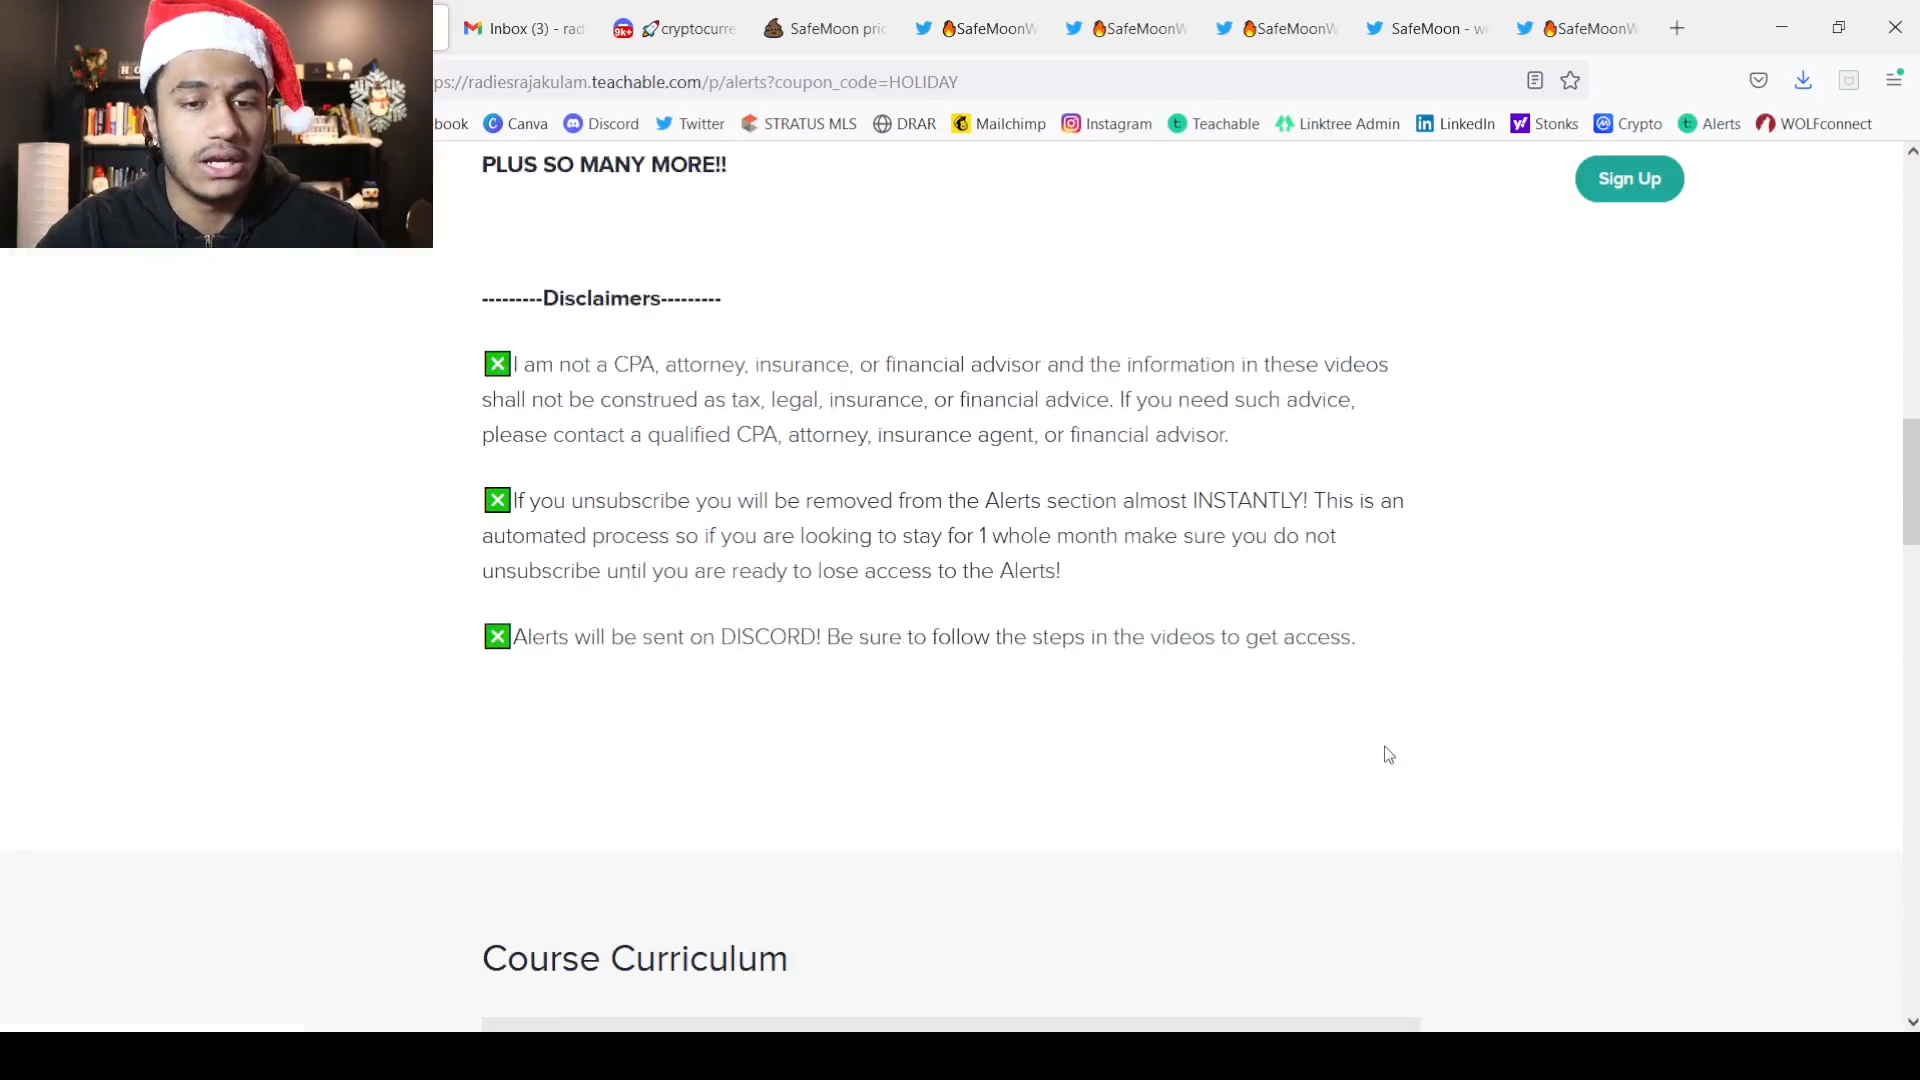 Inbox (3) - rad
9K+
cryptocurre
SafeMoon pric
SafeMoonW
SafeMoonW
SafeMoonW
SafeMoon - we
SafeMoonW
ps://radiesrajakulam.teachable.com/p/alerts?coupon_code=HOLIDAY
book Canva Discord Twitter STRATUS MLS DRAR Mailchimp Instagram Teachable Linktree Admin LinkedIn Stonks Crypto Alerts WOLFconnect
PLUS SO MANY MORE!!
Sign Up
---------Disclaimers---------
I am not a CPA, attorney, insurance, or financial advisor and the information in these videos
shall not be construed as tax, legal, insurance, or financial advice. If you need such advice,
please contact a qualified CPA, attorney, insurance agent, or financial advisor.
If you unsubscribe you will be removed from the Alerts section almost INSTANTLY! This is an
automated process so if you are looking to stay for 1 whole month make sure you do not
unsubscribe until you are ready to lose access to the Alerts!
Alerts will be sent on DISCORD! Be sure to follow the steps in the videos to get access.
Course Curriculum